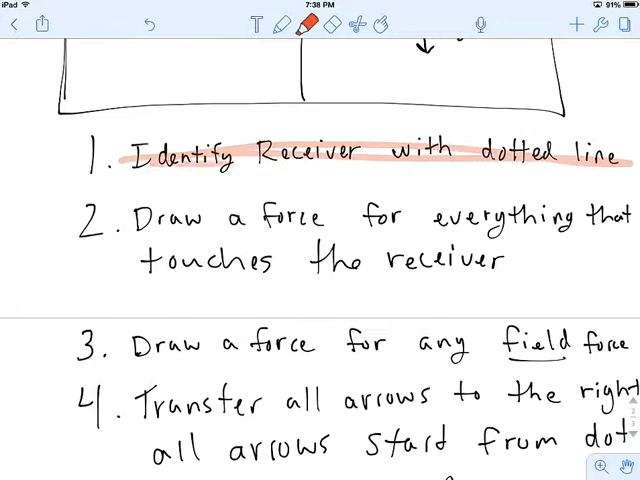 iPad
7:38 PM
91%
T
1. Identify Receiver with dotted line
2. Draw a force for everything that
touches the receiver
3. Draw a force for any field force
4. Transfer all arrows to the right
all arrows start from dot
2
3